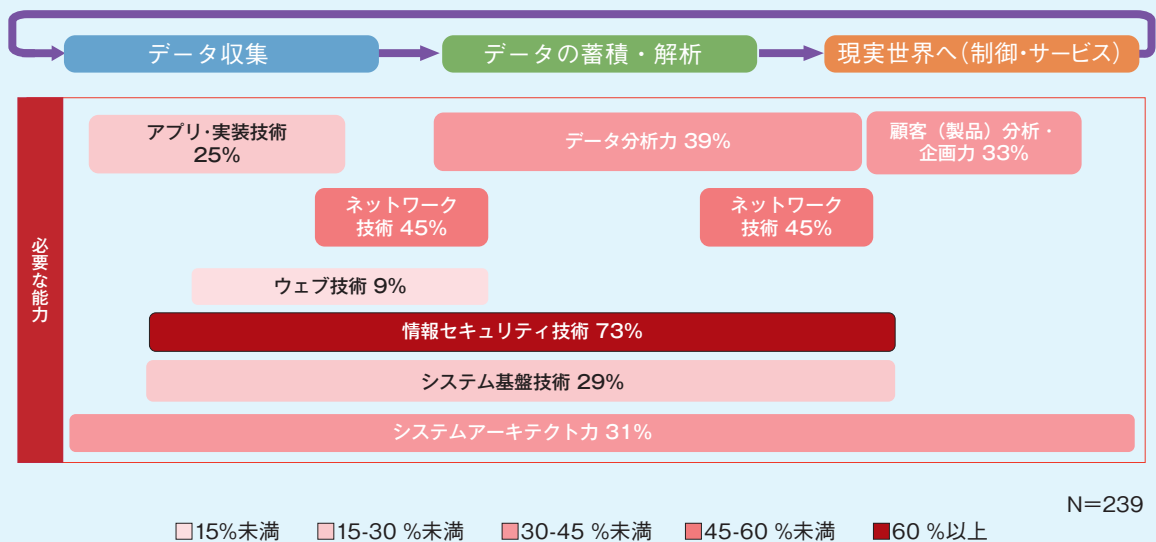 データ収集
データの蓄積・解析
現実世界へ（制御・サービス）
必要な能力
アプリ・実装技術
25%
データ分析力 39%
顧客（製品）分析・
企画力 33%
ネットワーク
技術 45%
ネットワーク
技術 45%
ウェブ技術 9%
情報セキュリティ技術 73%
システム基盤技術 29%
システムアーキテクト力 31%
N=239
15%未満
15-30 %未満
30-45 %未満
45-60 %未満
60 %以上